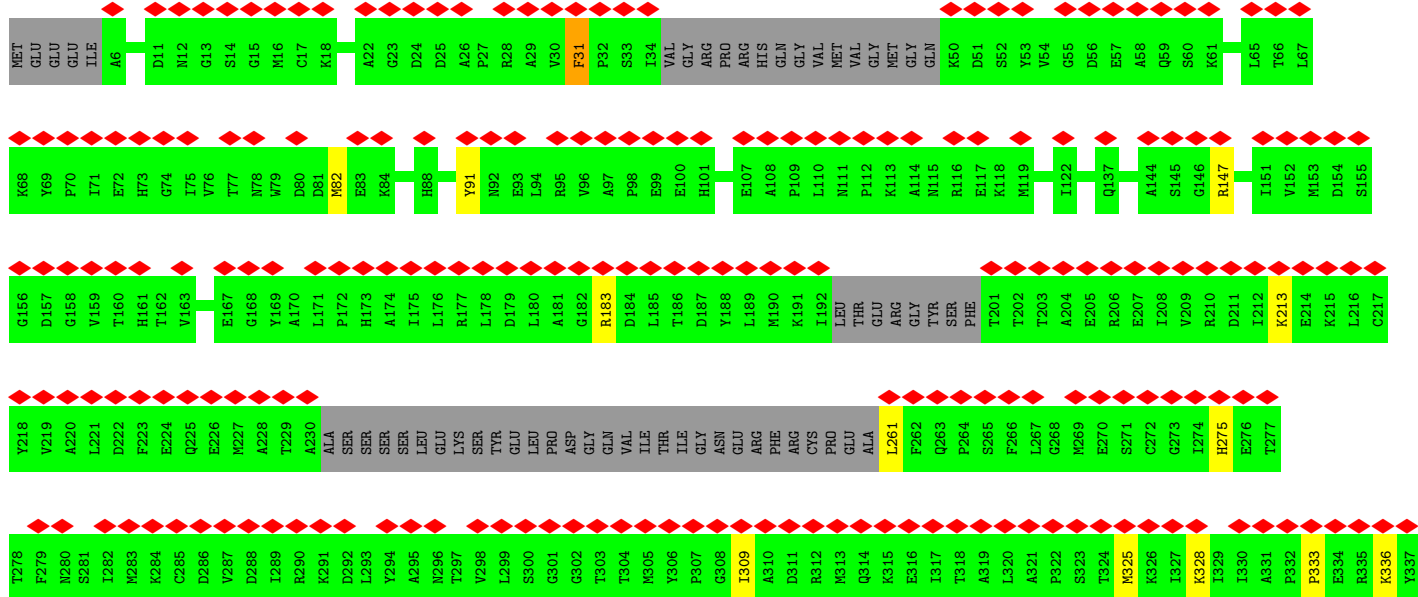 MET GLU GLU GLU ILE A6 D11 N12 G13 S14 G15 M16 C17 K18 A22 G23 D24 D25 A26 P27 R28 A29 V30 F31 P32 S33 I34 VAL GLY ARG PRO ARG HIS GLN GLY VAL MET VAL GLY MET GLY GLN K50 D51 S52 Y53 V54 G55 D56 E57 A58 Q59 S60 K61 L65 T66 L67
K68 Y69 P70 I71 E72 H73 G74 I75 V76 T77 N78 W79 D80 D81 M82 E83 K84 H88 Y91 N92 E93 L94 R95 V96 A97 P98 E99 E100 H101 E107 A108 P109 L110 N111 P112 K113 A114 N115 R116 E117 K118 M119 I122 Q137 A144 S145 G146 R147 I151 V152 M153 D154 S155
G156 D157 G158 V159 T160 H161 T162 V163 E167 G168 Y169 A170 L171 P172 H173 A174 I175 L176 R177 L178 D179 L180 A181 G182 R183 D184 L185 T186 D187 Y188 L189 M190 K191 I192 LEU THR GLU ARG GLY TYR SER PHE T201 T202 T203 A204 E205 R206 E207 I208 V209 R210 D211 I212 K213 E214 K215 L216 C217
Y218 V219 A220 L221 D222 F223 E224 Q225 E226 M227 A228 T229 A230 ALA SER SER SER SER LEU GLU LYS SER TYR GLU LEU PRO ASP GLY GLN VAL ILE THR ILE GLY ASN GLU ARG PHE ARG CYS PRO GLU ALA L261 F262 Q263 P264 S265 F266 L267 G268 M269 E270 S271 C272 G273 I274 H275 E276 T277
T278 F279 N280 S281 I282 M283 K284 C285 D286 V287 D288 I289 R290 K291 D292 L293 Y294 A295 N296 T297 V298 L299 S300 G301 G302 T303 T304 M305 Y306 P307 G308 I309 A310 D311 R312 M313 Q314 K315 E316 I317 T318 A319 L320 A321 P322 S323 T324 M325 K326 I327 K328 I329 I330 A331 P332 P333 E334 R335 K336 Y337